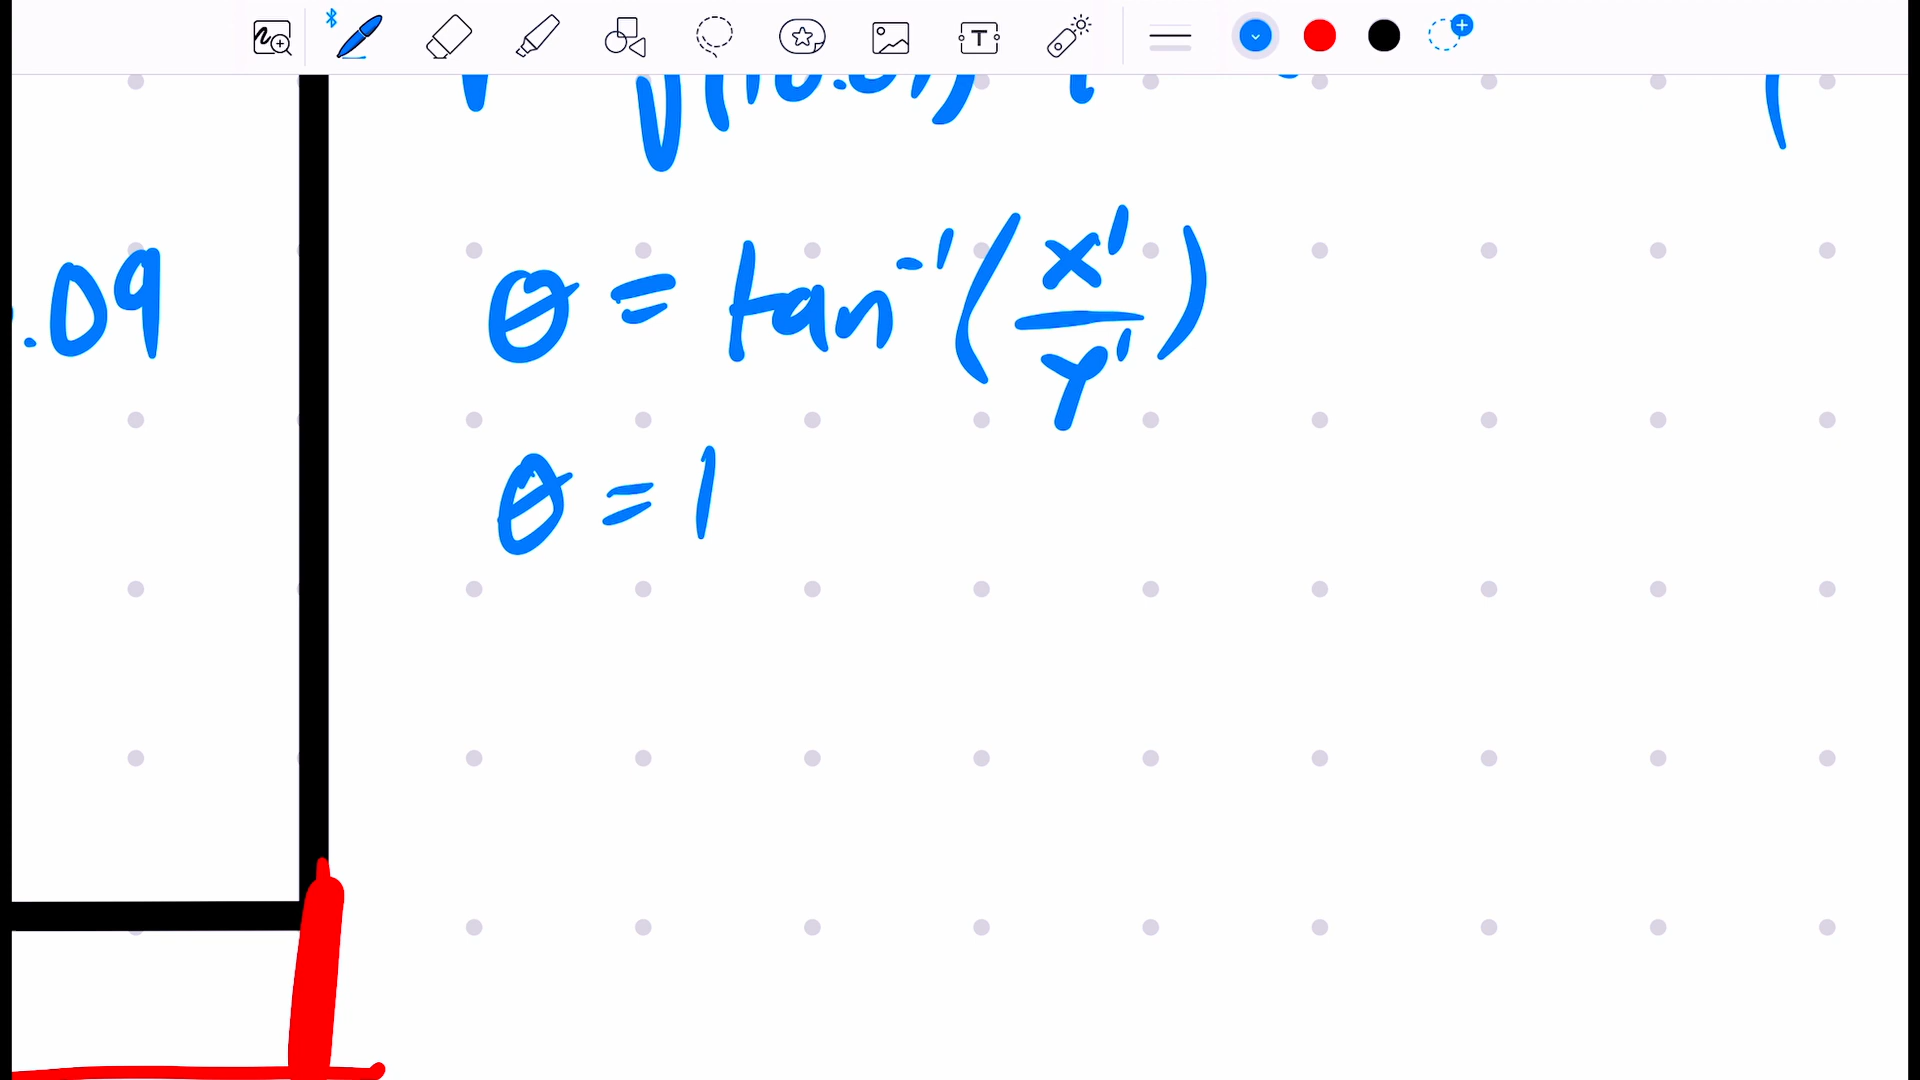 .09
θ = tan⁻¹(x'/y')
θ = 1
T